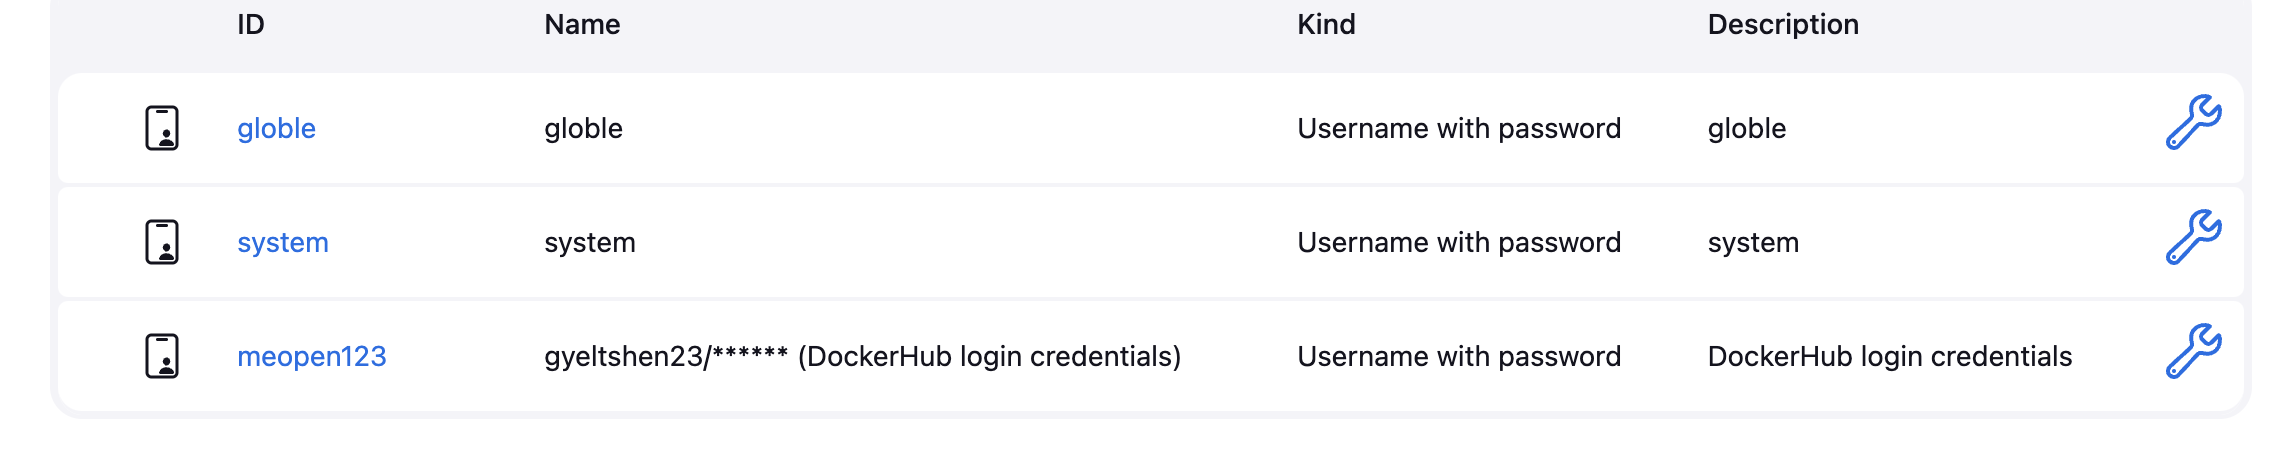 ID Name Kind Description
globle globle Username with password globle
system system Username with password system
meopen123 gyeltshen23/****** (DockerHub login credentials) Username with password DockerHub login credentials